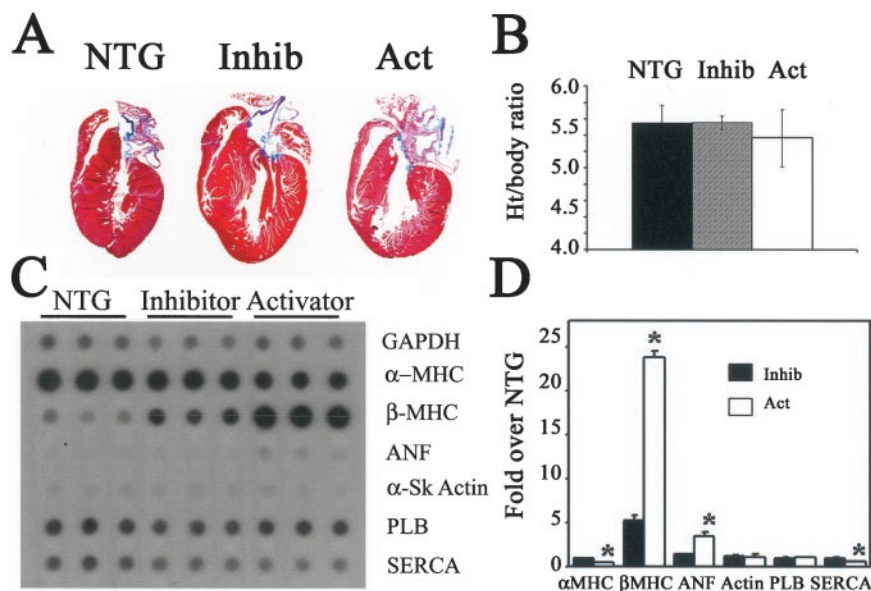 A
NTG Inhib Act
B
NTG Inhib Act
Ht/body ratio
6.0
5.5
5.0
4.5
4.0
C
NTG Inhibitor Activator
GAPDH
α–MHC
β-MHC
ANF
α-Sk Actin
PLB
SERCA
D
Fold over NTG
25
20
15
10
5
0
*
Inhib
Act
*
*
*
αMHC βMHC ANF Actin PLB SERCA